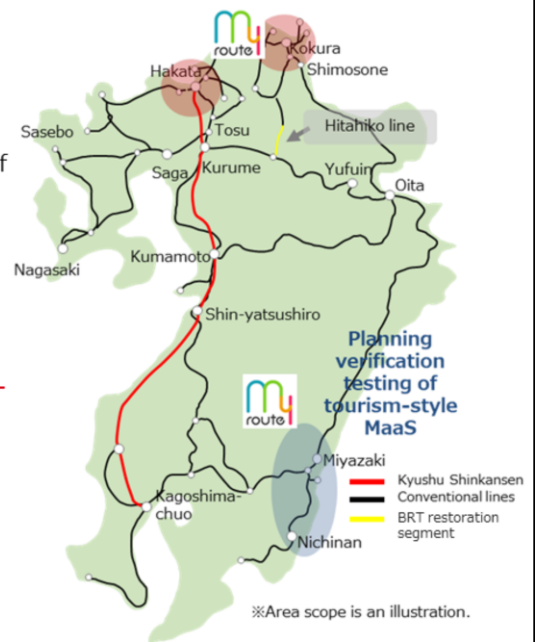 my
route
Kokura
Hakata
Shimosone
Hitahiko line
Sasebo
Tosu
f
Saga
Kurume
Yufuin
Oita
Nagasaki
Kumamoto
Shin-yatsushiro
Planning
verification
testing of
tourism-style
MaaS
my
route
Miyazaki
Kyushu Shinkansen
Conventional lines
BRT restoration
segment
Kagoshima-
chuo
Nichinan
※Area scope is an illustration.